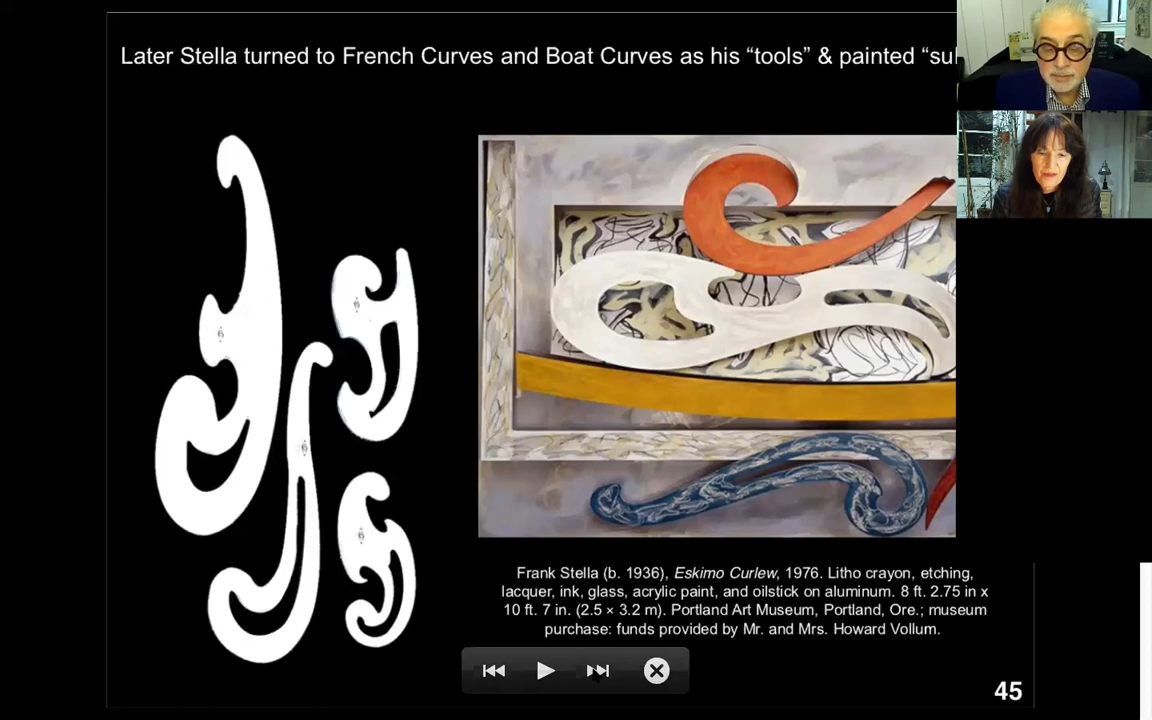 Later Stella turned to French Curves and Boat Curves as his “tools” & painted
Frank Stella (b. 1936), Eskimo Curlew, 1976. Litho crayon, etching,
lacquer, ink, glass, acrylic paint, and oilstick on aluminum. 8 ft. 2.75 in x
10 ft. 7 in. (2.5 × 3.2 m). Portland Art Museum, Portland, Ore.; museum
purchase: funds provided by Mr. and Mrs. Howard Vollum.
45